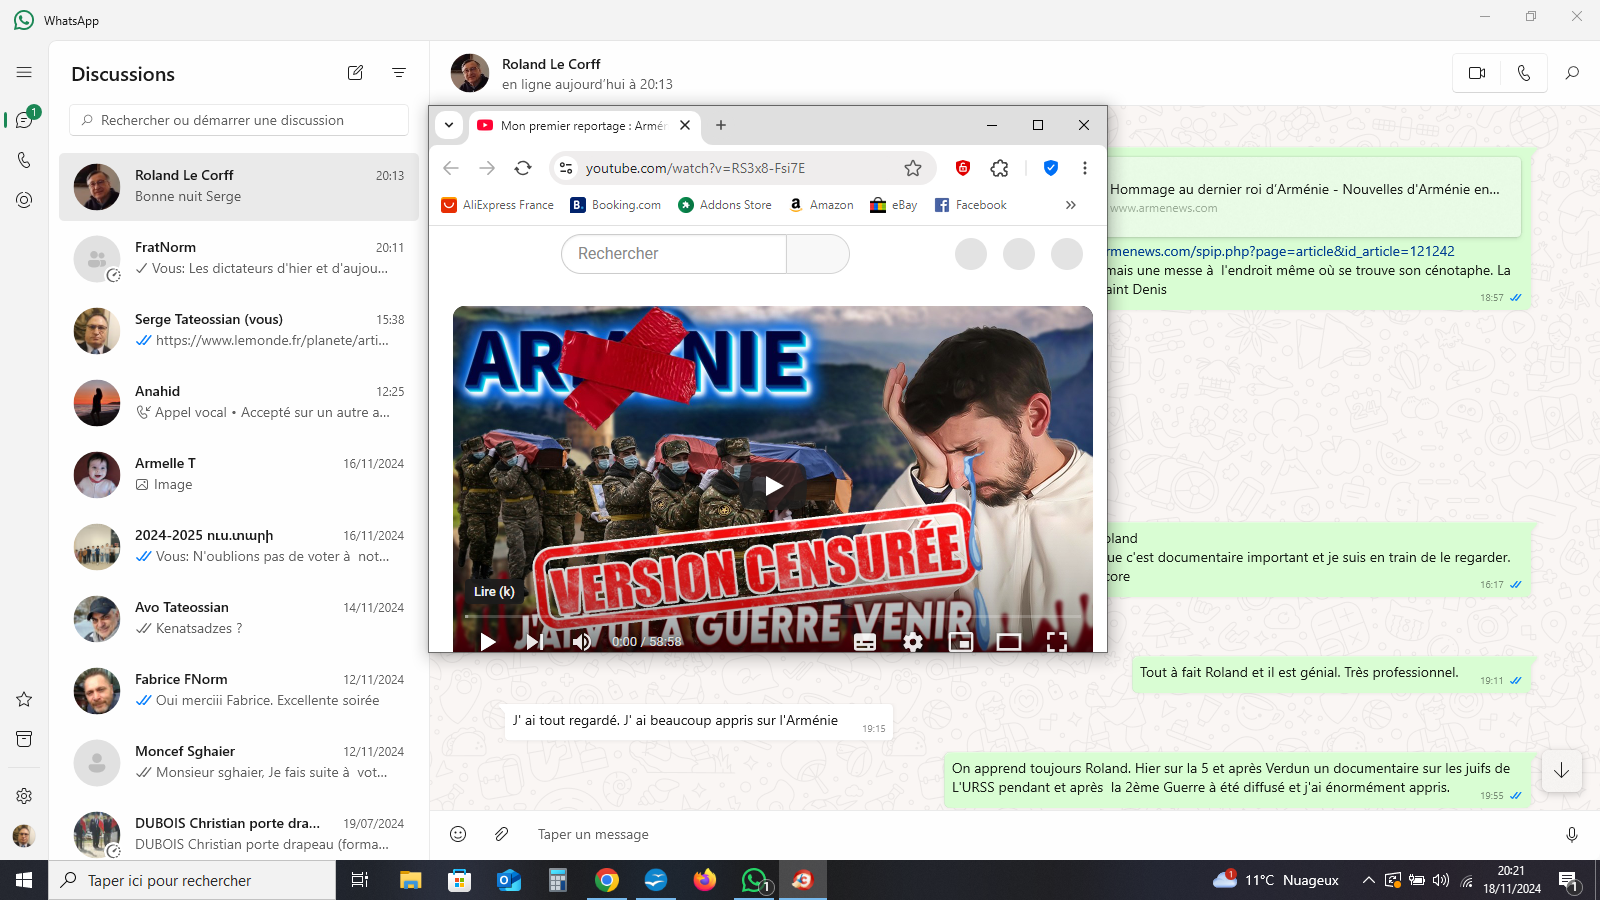 WhatsApp
Discussions
Rechercher ou démarrer une discussion
1
Roland Le Corff 20:13
Bonne nuit Serge
FratNorm 20:11
Vous: Les dictateurs d'hier et d'aujou...
Serge Tateossian (vous) 15:38
https://www.lemonde.fr/planete/arti...
Anahid 12:25
Appel vocal • Accepté sur un autre a...
Armelle T 16/11/2024
Image
2024-2025 ուս.տարի 16/11/2024
Vous: N'oublions pas de voter à not...
Avo Tateossian 14/11/2024
Kenatsadzes ?
Fabrice FNorm 12/11/2024
Oui merciii Fabrice. Excellente soirée
Moncef Sghaier 12/11/2024
Monsieur sghaier, Je fais suite à vot...
DUBOIS Christian porte dra... 19/07/2024
DUBOIS Christian porte drapeau (forma...
Roland Le Corff
en ligne aujourd'hui à 20:13
Mon premier reportage : Armén
youtube.com/watch?v=RS3x8-Fsi7E
AliExpress France Booking.com Addons Store Amazon eBay Facebook
Rechercher
VERSION CENSURÉE
J'AI VU LA GUERRE VENIR
Lire (k)
0:00 / 58:58
Hommage au dernier roi d'Arménie - Nouvelles d'Arménie en...
www.armenews.com
rmenews.com/spip.php?page=article&id_article=121242
mais une messe à l'endroit même où se trouve son cénotaphe. La
aint Denis
18:57
oland
ue c'est documentaire important et je suis en train de le regarder.
core
16:17
Tout à fait Roland et il est génial. Très professionnel.
19:11
J' ai tout regardé. J' ai beaucoup appris sur l'Arménie
19:15
On apprend toujours Roland. Hier sur la 5 et après Verdun un documentaire sur les juifs de
L'URSS pendant et après la 2ème Guerre à été diffusé et j'ai énormément appris.
19:55
Taper un message
Taper ici pour rechercher
1
1
11°C Nuageux
20:21
18/11/2024
1